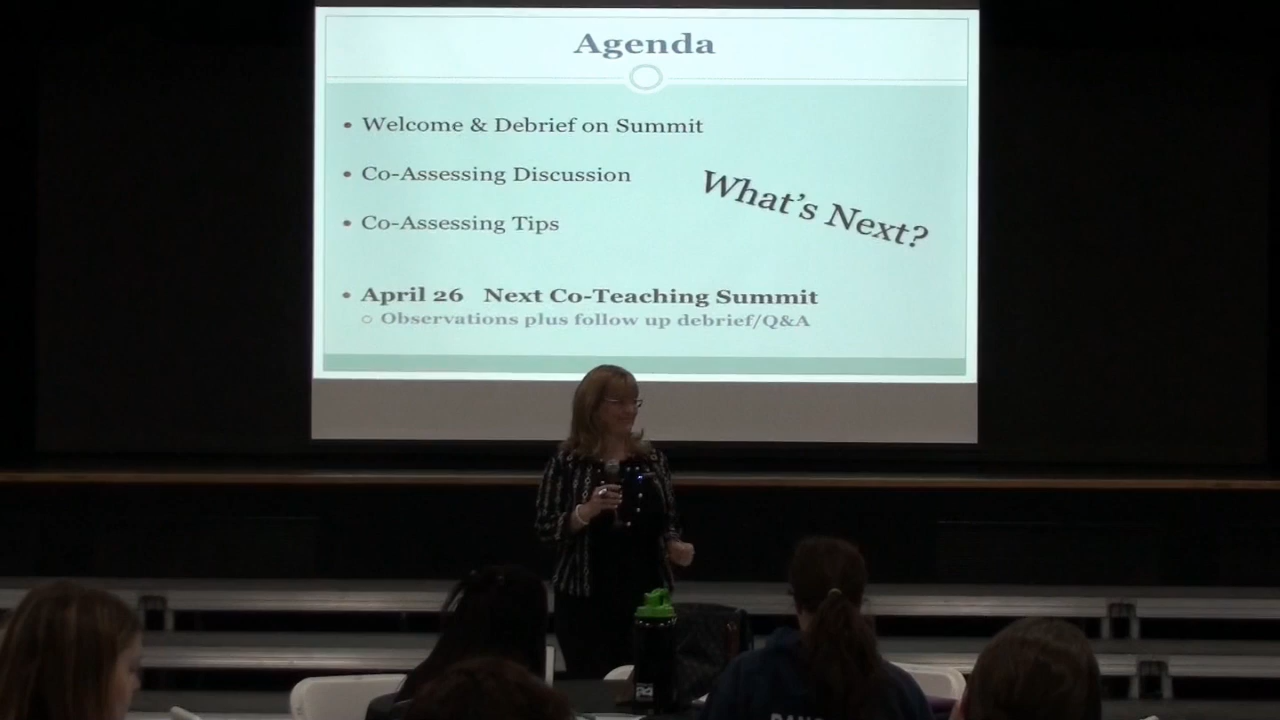 Agenda
Welcome & Debrief on Summit
Co-Assessing Discussion
Co-Assessing Tips
What's Next?
April 26 Next Co-Teaching Summit
Observations plus follow up debrief/Q&A
24